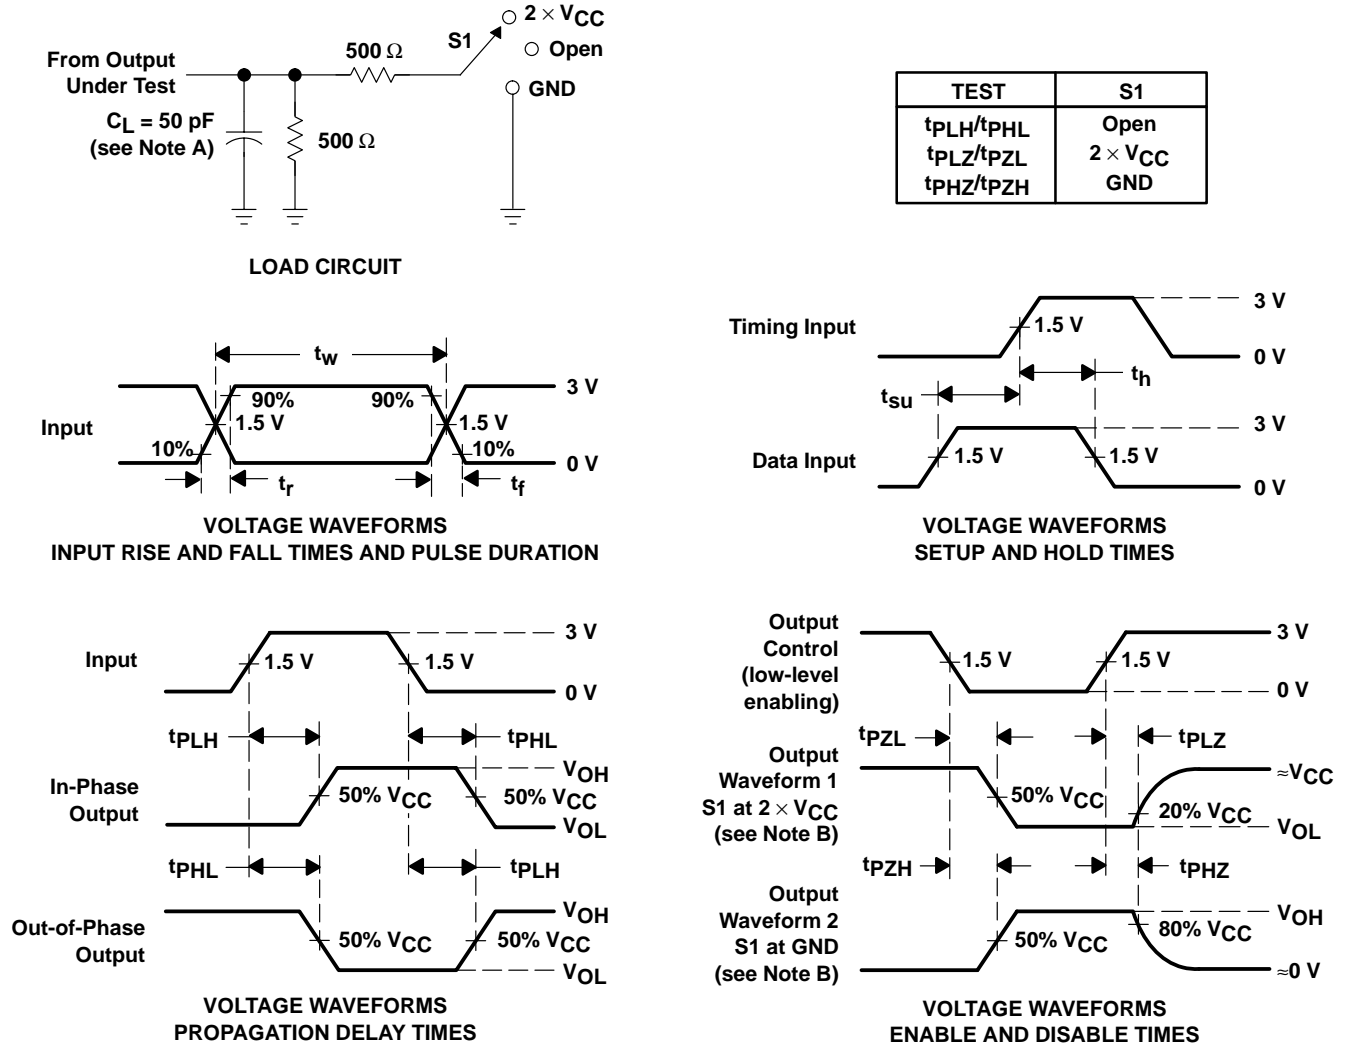 From Output
Under Test
CL = 50 pF
(see Note A)
500 Ω
500 Ω
S1
2 × VCC
Open
GND
LOAD CIRCUIT
TEST S1
tPLH/tPHL Open
tPLZ/tPZL 2 × VCC
tPHZ/tPZH GND
Timing Input
1.5 V
3 V
0 V
th
tsu
Data Input
1.5 V
1.5 V
3 V
0 V
VOLTAGE WAVEFORMS
SETUP AND HOLD TIMES
tw
Input
90%
90%
3 V
1.5 V
1.5 V
10%
10%
0 V
tr
tf
VOLTAGE WAVEFORMS
INPUT RISE AND FALL TIMES AND PULSE DURATION
Input
1.5 V
1.5 V
3 V
0 V
tPLH
tPHL
In-Phase
Output
50% VCC
50% VCC
VOH
VOL
tPHL
tPLH
Out-of-Phase
Output
50% VCC
50% VCC
VOH
VOL
VOLTAGE WAVEFORMS
PROPAGATION DELAY TIMES
Output
Control
(low-level
enabling)
1.5 V
1.5 V
3 V
0 V
tPZL
tPLZ
Output
Waveform 1
S1 at 2 × VCC
(see Note B)
50% VCC
20% VCC
≈VCC
VOL
tPZH
tPHZ
Output
Waveform 2
S1 at GND
(see Note B)
50% VCC
80% VCC
VOH
≈0 V
VOLTAGE WAVEFORMS
ENABLE AND DISABLE TIMES